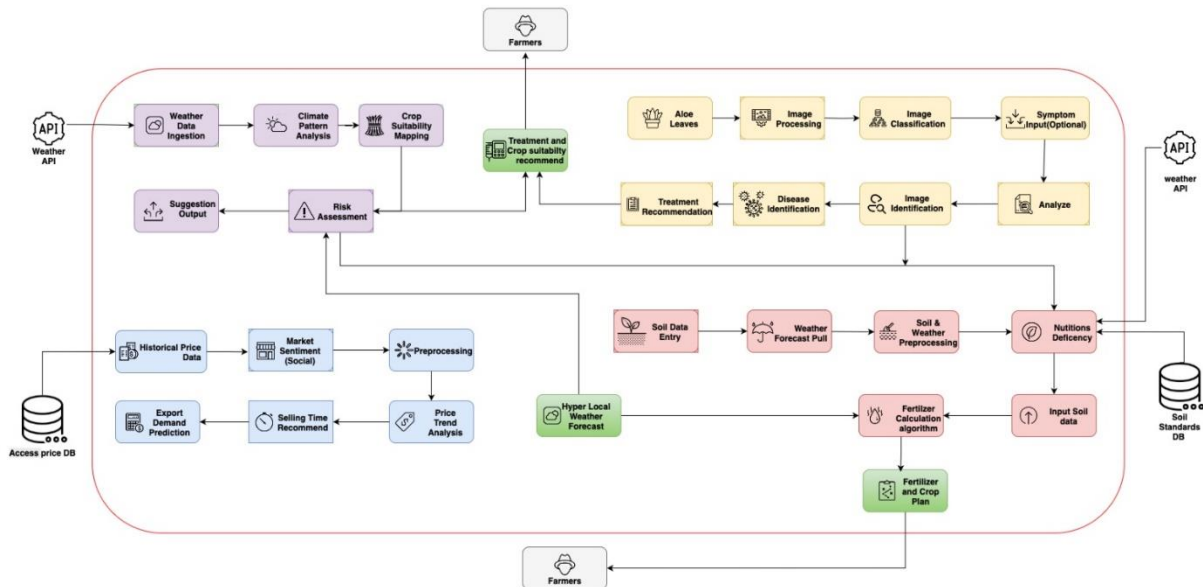 Farmers
API
Weather
API
Weather
Data
Ingestion
Climate
Pattern
Analysis
Crop
Suitability
Mapping
Treatment and
Crop suitabilty
recommend
Aloe
Leaves
Image
Processing
Image
Classification
Symptom
Input(Optional)
API
weather
API
Suggestion
Output
Risk
Assessment
Treatment
Recommendation
Disease
Identification
Image
Identification
Analyze
Historical Price
Data
Market
Sentiment
(Social)
Preprocessing
Soil Data
Entry
Weather
Forecast Pull
Soil &
Weather
Preprocessing
Nutitions
Deficency
Export
Demand
Prediction
Selling Time
Recommend
Price
Trend
Analysis
Hyper Local
Weather
Forecast
Fertilzer
Calculation
algorithm
Input Soil
data
Access price DB
Soil
Standards
DB
Fertilizer
and Crop
Plan
Farmers